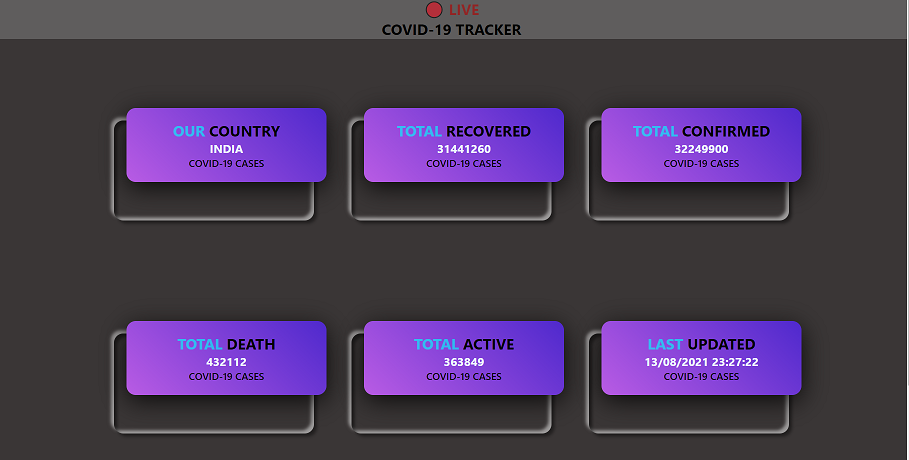 LIVE
COVID-19 TRACKER
OUR COUNTRY
INDIA
COVID-19 CASES
TOTAL RECOVERED
31441260
COVID-19 CASES
TOTAL CONFIRMED
32249900
COVID-19 CASES
TOTAL DEATH
432112
COVID-19 CASES
TOTAL ACTIVE
363849
COVID-19 CASES
LAST UPDATED
13/08/2021 23:27:22
COVID-19 CASES